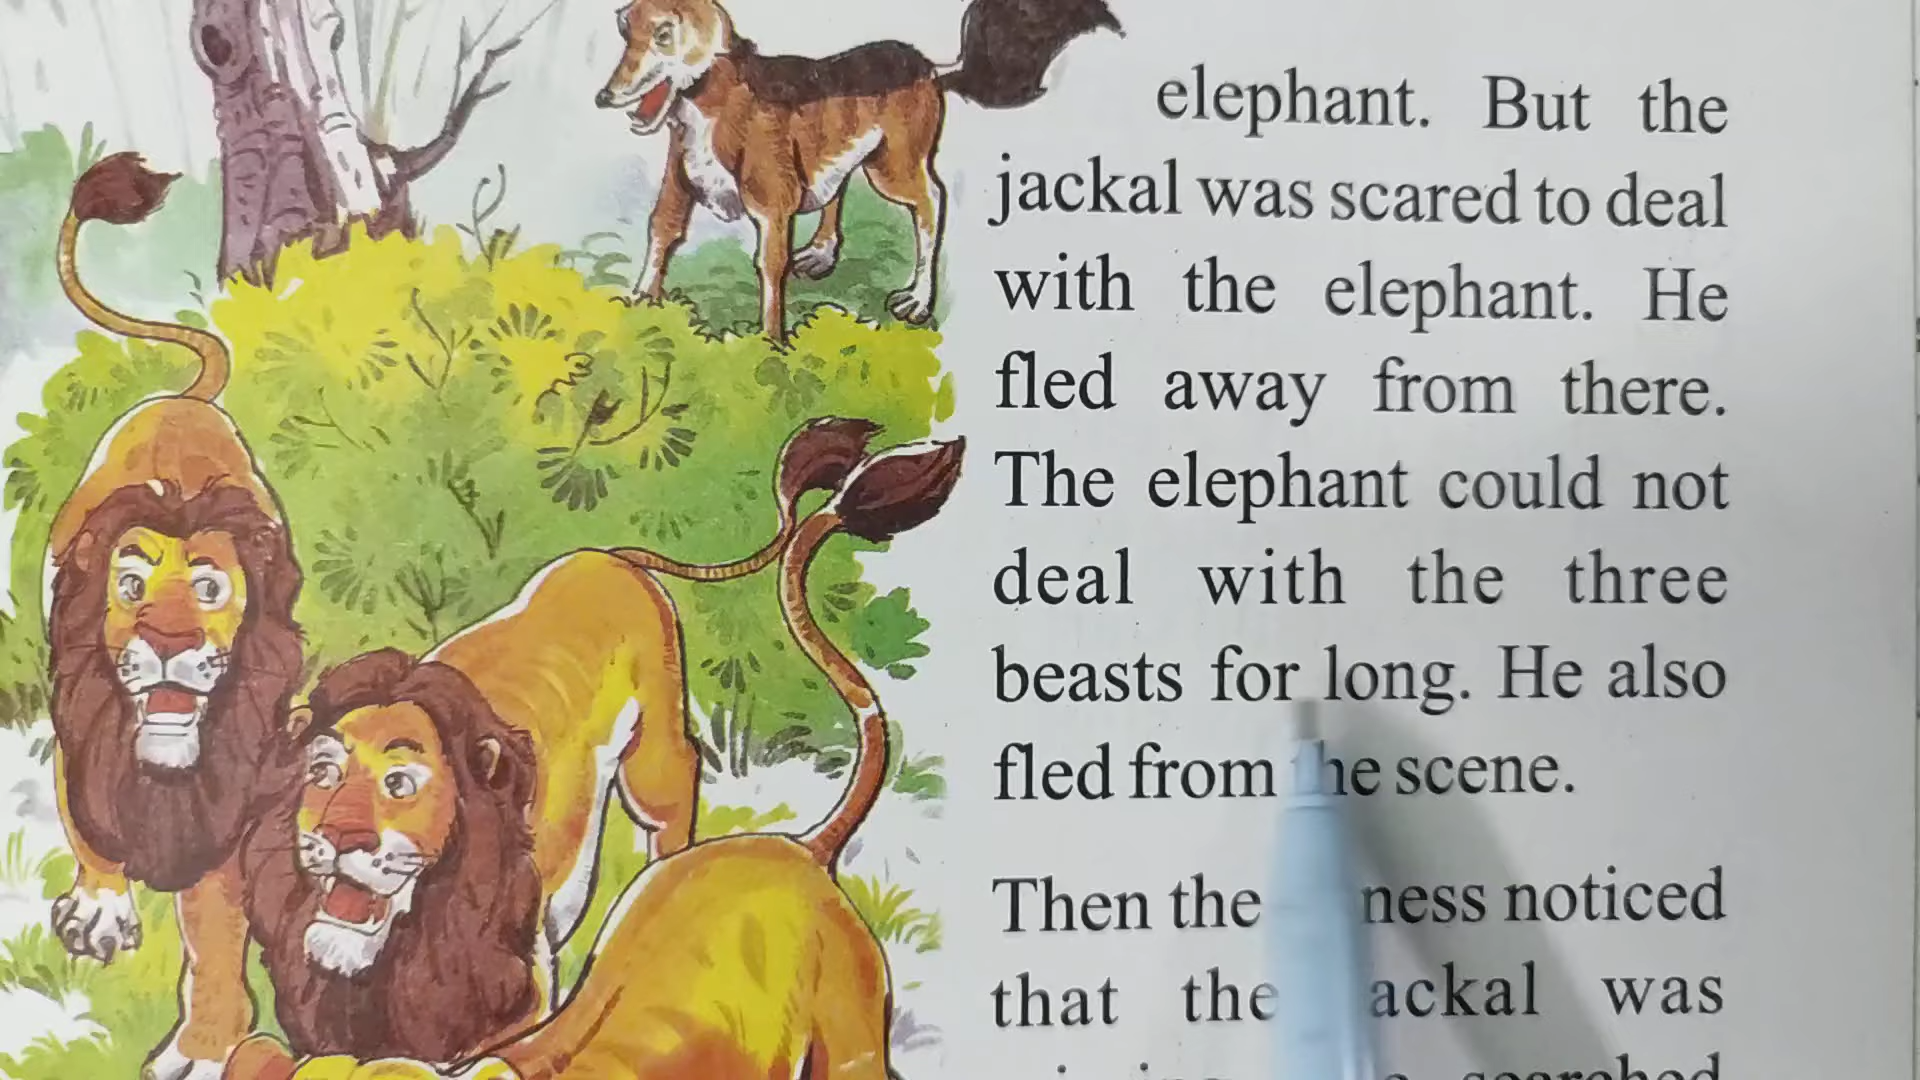 elephant. But the
jackal was scared to deal
with the elephant. He
fled away from there.
The elephant could not
deal with the three
beasts for long. He also
fled from the scene.
Then the noticed
that the jackal was
searched